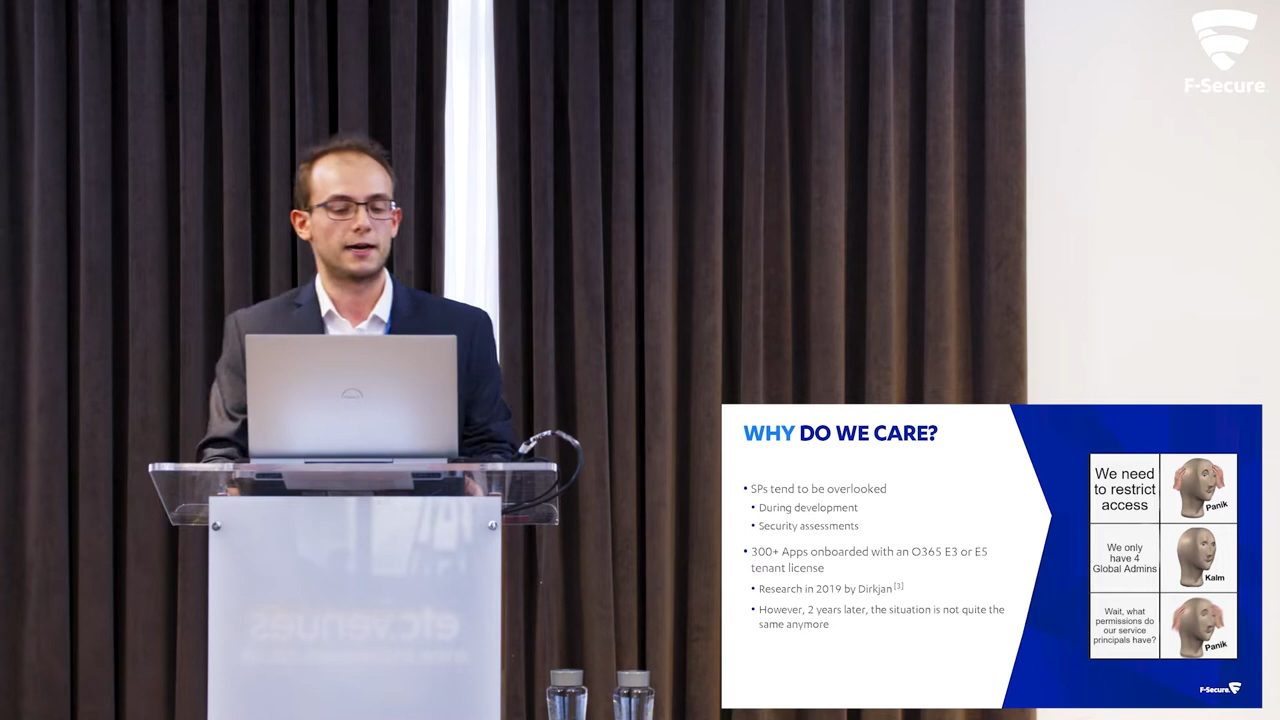 F-Secure
WHY DO WE CARE?
• SPs tend to be overlooked
• During development
• Security assessments
• 300+ Apps onboarded with an O365 E3 or E5
tenant license
• Research in 2019 by Dirkjan [3]
• However, 2 years later, the situation is not quite the
same anymore
We need
to restrict
access
Panik
We only
have 4
Global Admins
Kalm
Wait, what
permissions do
our service
principals have?
Panik
F-Secure